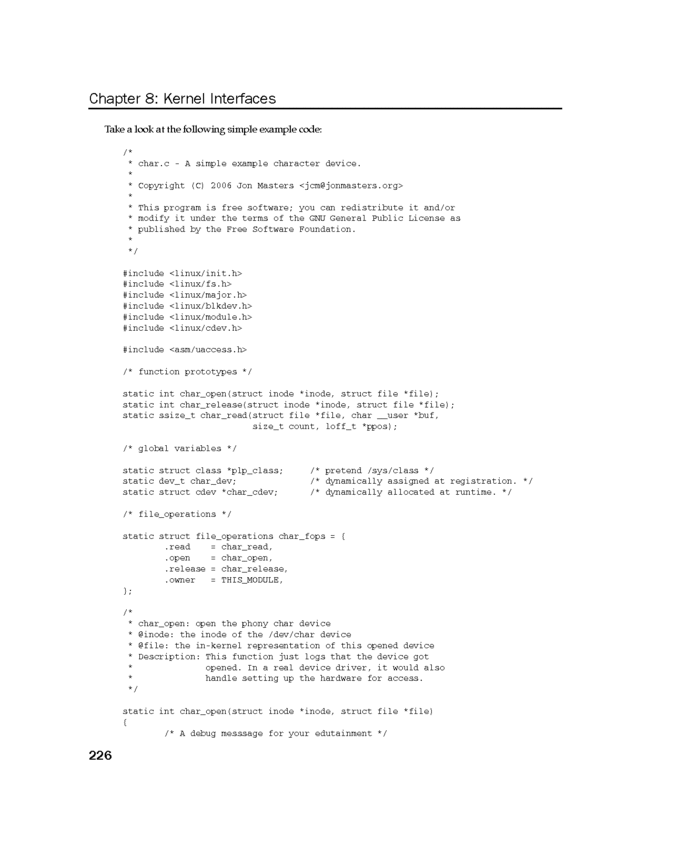 Chapter 8: Kernel Interfaces
Take a look at the following simple example code:
/*
 * char.c - A simple example character device.
 *
 * Copyright (C) 2006 Jon Masters <jcm@jonmasters.org>
 *
 * This program is free software; you can redistribute it and/or
 * modify it under the terms of the GNU General Public License as
 * published by the Free Software Foundation.
 *
 */
#include <linux/init.h>
#include <linux/fs.h>
#include <linux/major.h>
#include <linux/blkdev.h>
#include <linux/module.h>
#include <linux/cdev.h>
#include <asm/uaccess.h>
/* function prototypes */
static int char_open(struct inode *inode, struct file *file);
static int char_release(struct inode *inode, struct file *file);
static ssize_t char_read(struct file *file, char __user *buf,
                         size_t count, loff_t *ppos);
/* global variables */
static struct class *plp_class;     /* pretend /sys/class */
static dev_t char_dev;              /* dynamically assigned at registration. */
static struct cdev *char_cdev;      /* dynamically allocated at runtime. */
/* file_operations */
static struct file_operations char_fops = {
        .read    = char_read,
        .open    = char_open,
        .release = char_release,
        .owner   = THIS_MODULE,
};
/*
 * char_open: open the phony char device
 * @inode: the inode of the /dev/char device
 * @file: the in-kernel representation of this opened device
 * Description: This function just logs that the device got
 *              opened. In a real device driver, it would also
 *              handle setting up the hardware for access.
 */
static int char_open(struct inode *inode, struct file *file)
{
        /* A debug messsage for your edutainment */
226